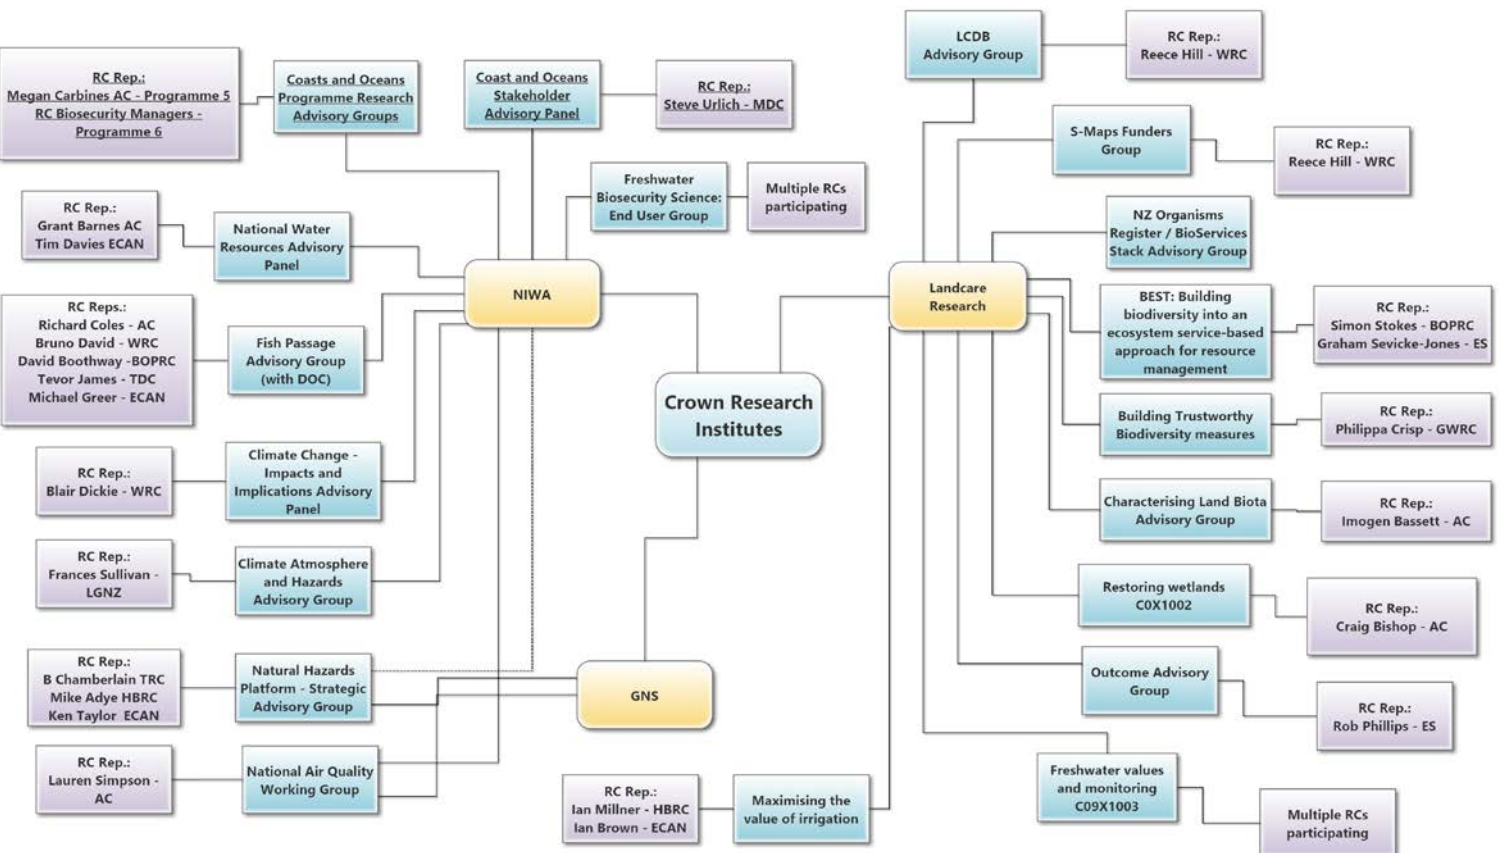 LCDB
Advisory Group
RC Rep.:
Reece Hill - WRC
RC Rep.:
Megan Carbines AC - Programme 5
RC Biosecurity Managers -
Programme 6
Coasts and Oceans
Programme Research
Advisory Groups
Coast and Oceans
Stakeholder
Advisory Panel
RC Rep.:
Steve Urlich - MDC
S-Maps Funders
Group
RC Rep.:
Reece Hill - WRC
Freshwater
Biosecurity Science:
End User Group
Multiple RCs
participating
RC Rep.:
Grant Barnes AC
Tim Davies ECAN
National Water
Resources Advisory
Panel
NZ Organisms
Register / BioServices
Stack Advisory Group
NIWA
Landcare
Research
BEST: Building
biodiversity into an
ecosystem service-based
approach for resource
management
RC Rep.:
Simon Stokes - BOPRC
Graham Sevicke-Jones - ES
RC Reps.:
Richard Coles - AC
Bruno David - WRC
David Boothway -BOPRC
Tevor James - TDC
Michael Greer - ECAN
Fish Passage
Advisory Group
(with DOC)
Crown Research
Institutes
Building Trustworthy
Biodiversity measures
RC Rep.:
Philippa Crisp - GWRC
RC Rep.:
Blair Dickie - WRC
Climate Change -
Impacts and
Implications Advisory
Panel
Characterising Land Biota
Advisory Group
RC Rep.:
Imogen Bassett - AC
RC Rep.:
Frances Sullivan -
LGNZ
Climate Atmosphere
and Hazards
Advisory Group
Restoring wetlands
C0X1002
RC Rep.:
Craig Bishop - AC
RC Rep.:
B Chamberlain TRC
Mike Adye HBRC
Ken Taylor  ECAN
Natural Hazards
Platform - Strategic
Advisory Group
GNS
Outcome Advisory
Group
RC Rep.:
Rob Phillips - ES
RC Rep.:
Lauren Simpson -
AC
National Air Quality
Working Group
RC Rep.:
Ian Millner - HBRC
Ian Brown - ECAN
Maximising the
value of irrigation
Freshwater values
and monitoring
C09X1003
Multiple RCs
participating